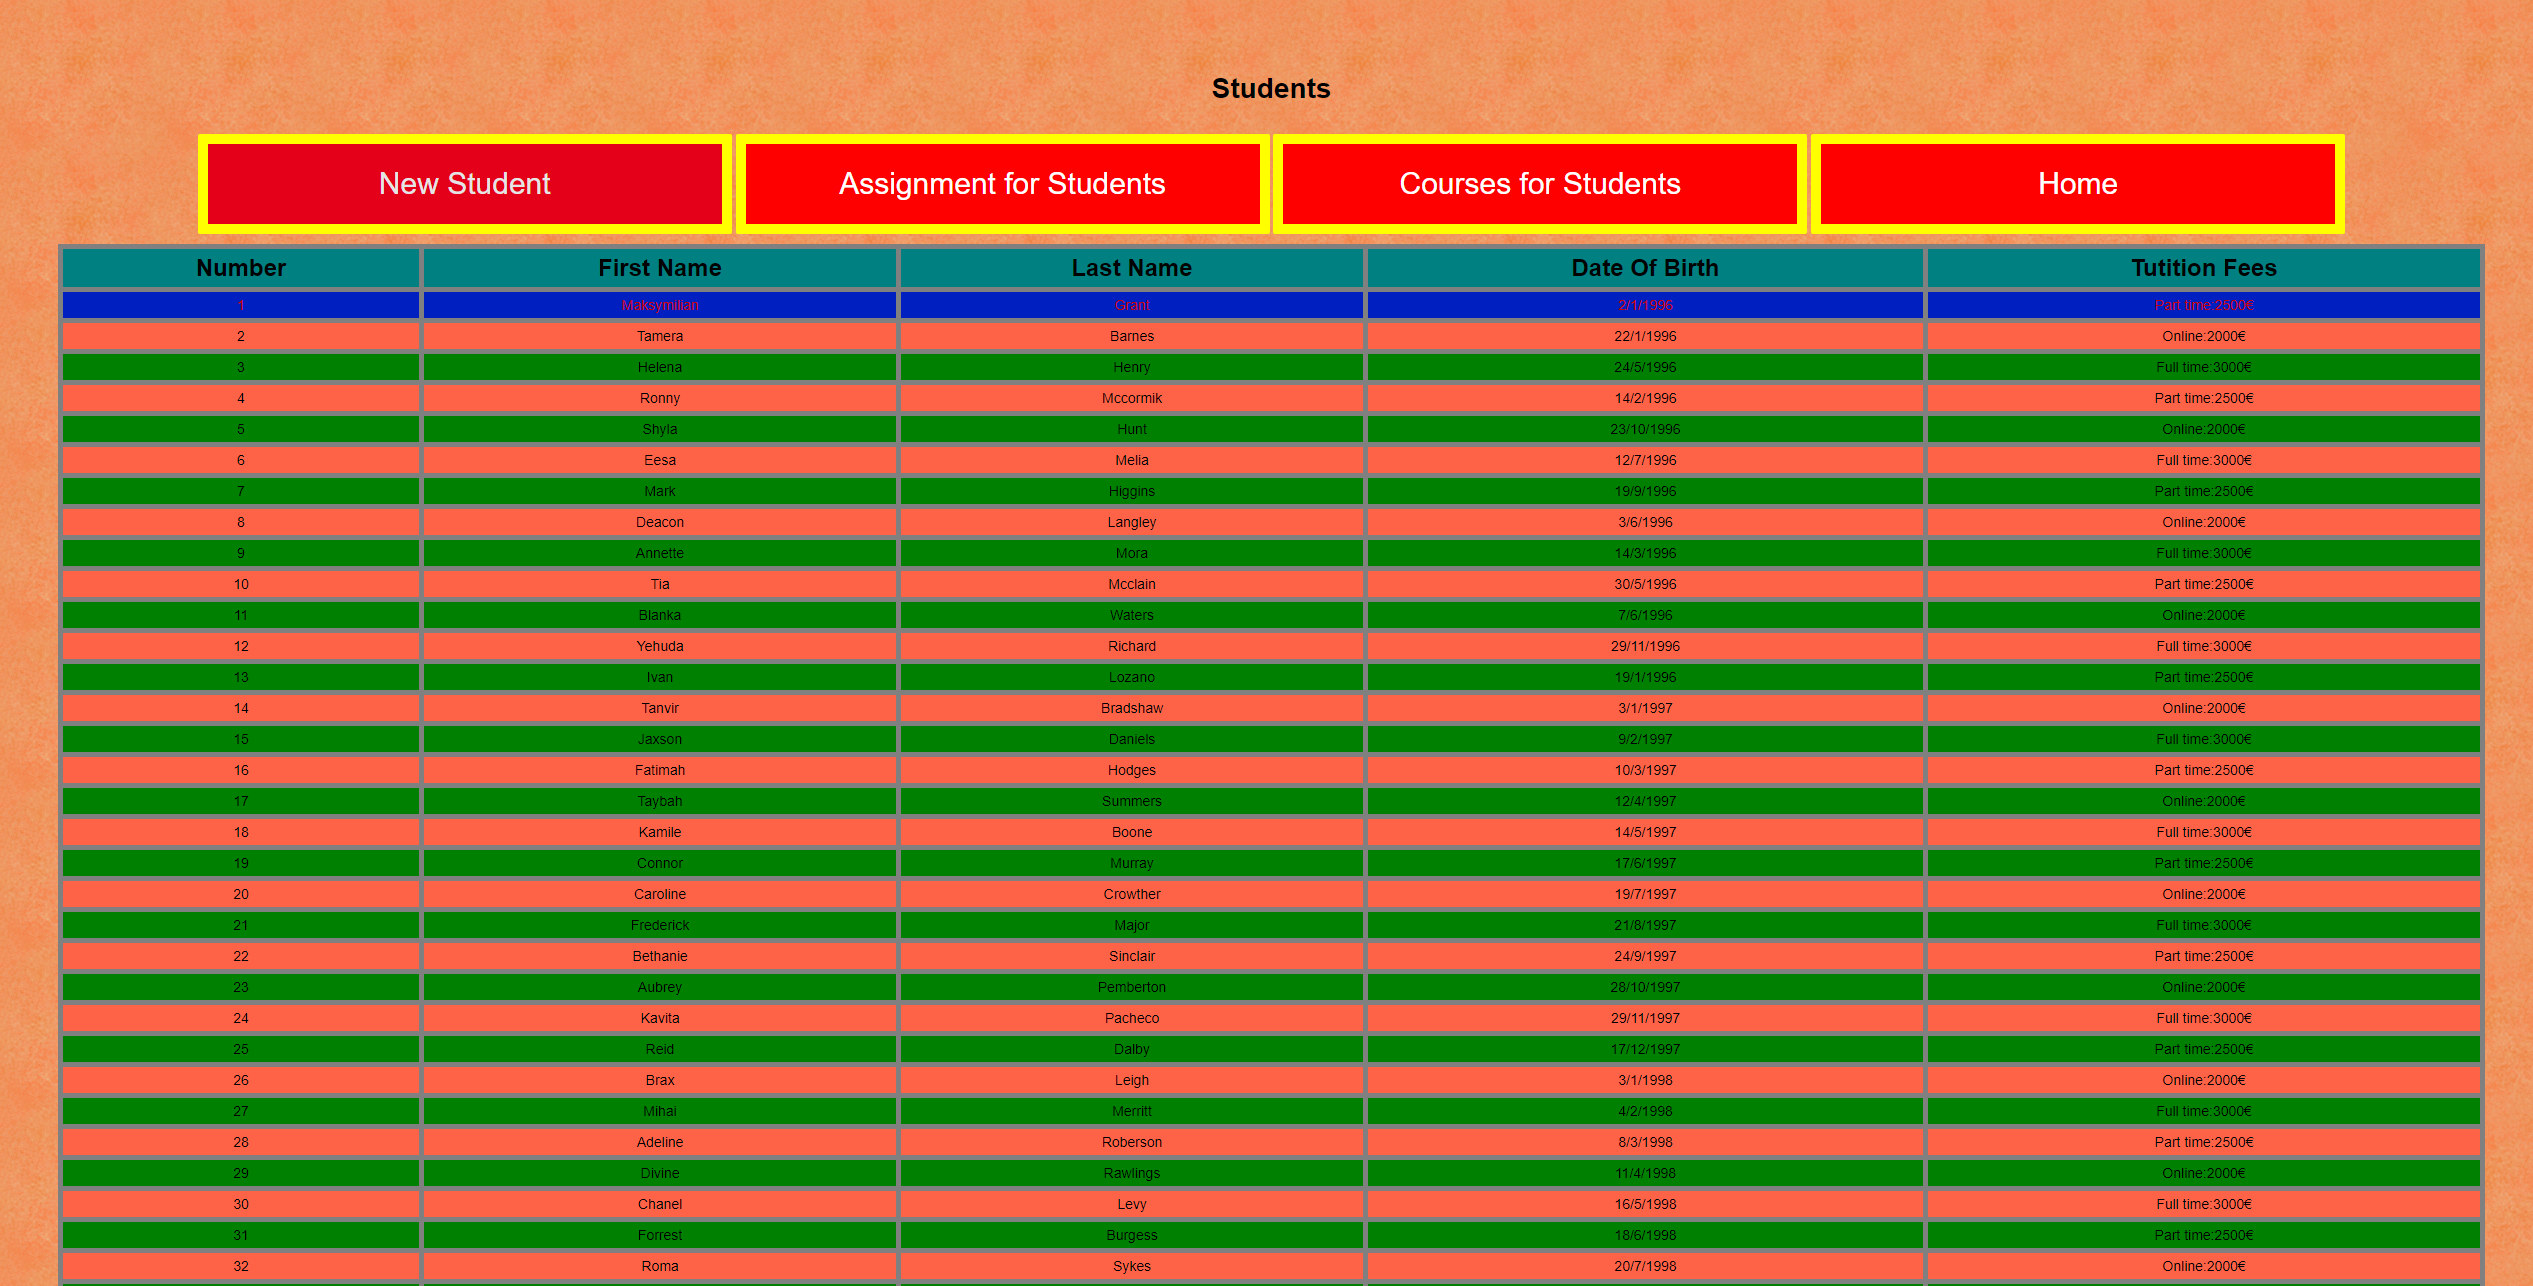 Students
New Student Assignment for Students Courses for Students Home
Number First Name Last Name Date Of Birth Tutition Fees
1 Maksymilian Grant 2/1/1996 Part time:2500€
2 Tamera Barnes 22/1/1996 Online:2000€
3 Helena Henry 24/5/1996 Full time:3000€
4 Ronny Mccormik 14/2/1996 Part time:2500€
5 Shyla Hunt 23/10/1996 Online:2000€
6 Eesa Melia 12/7/1996 Full time:3000€
7 Mark Higgins 19/9/1996 Part time:2500€
8 Deacon Langley 3/6/1996 Online:2000€
9 Annette Mora 14/3/1996 Full time:3000€
10 Tia Mcclain 30/5/1996 Part time:2500€
11 Blanka Waters 7/6/1996 Online:2000€
12 Yehuda Richard 29/11/1996 Full time:3000€
13 Ivan Lozano 19/1/1996 Part time:2500€
14 Tanvir Bradshaw 3/1/1997 Online:2000€
15 Jaxson Daniels 9/2/1997 Full time:3000€
16 Fatimah Hodges 10/3/1997 Part time:2500€
17 Taybah Summers 12/4/1997 Online:2000€
18 Kamile Boone 14/5/1997 Full time:3000€
19 Connor Murray 17/6/1997 Part time:2500€
20 Caroline Crowther 19/7/1997 Online:2000€
21 Frederick Major 21/8/1997 Full time:3000€
22 Bethanie Sinclair 24/9/1997 Part time:2500€
23 Aubrey Pemberton 28/10/1997 Online:2000€
24 Kavita Pacheco 29/11/1997 Full time:3000€
25 Reid Dalby 17/12/1997 Part time:2500€
26 Brax Leigh 3/1/1998 Online:2000€
27 Mihai Merritt 4/2/1998 Full time:3000€
28 Adeline Roberson 8/3/1998 Part time:2500€
29 Divine Rawlings 11/4/1998 Online:2000€
30 Chanel Levy 16/5/1998 Full time:3000€
31 Forrest Burgess 18/6/1998 Part time:2500€
32 Roma Sykes 20/7/1998 Online:2000€